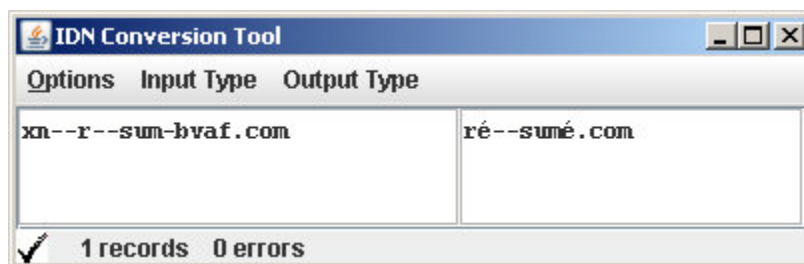 IDN Conversion Tool
Options Input Type Output Type
xn--r--sum-bvaf.com
ré--sumé.com
1 records 0 errors